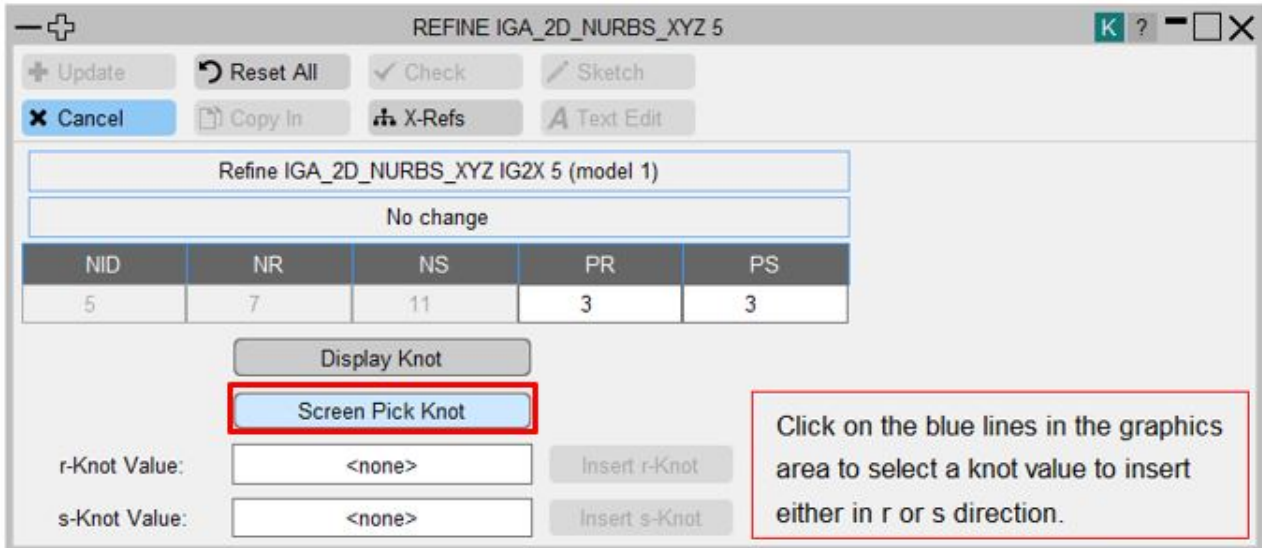 REFINE IGA_2D_NURBS_XYZ 5 K ?
Update Reset All Check Sketch
Cancel Copy In X-Refs A Text Edit
Refine IGA_2D_NURBS_XYZ IG2X 5 (model 1)
No change
NID NR NS PR PS
5 7 11 3 3
Display Knot
Screen Pick Knot
r-Knot Value: <none> Insert r-Knot
s-Knot Value: <none> Insert s-Knot
Click on the blue lines in the graphics
area to select a knot value to insert
either in r or s direction.